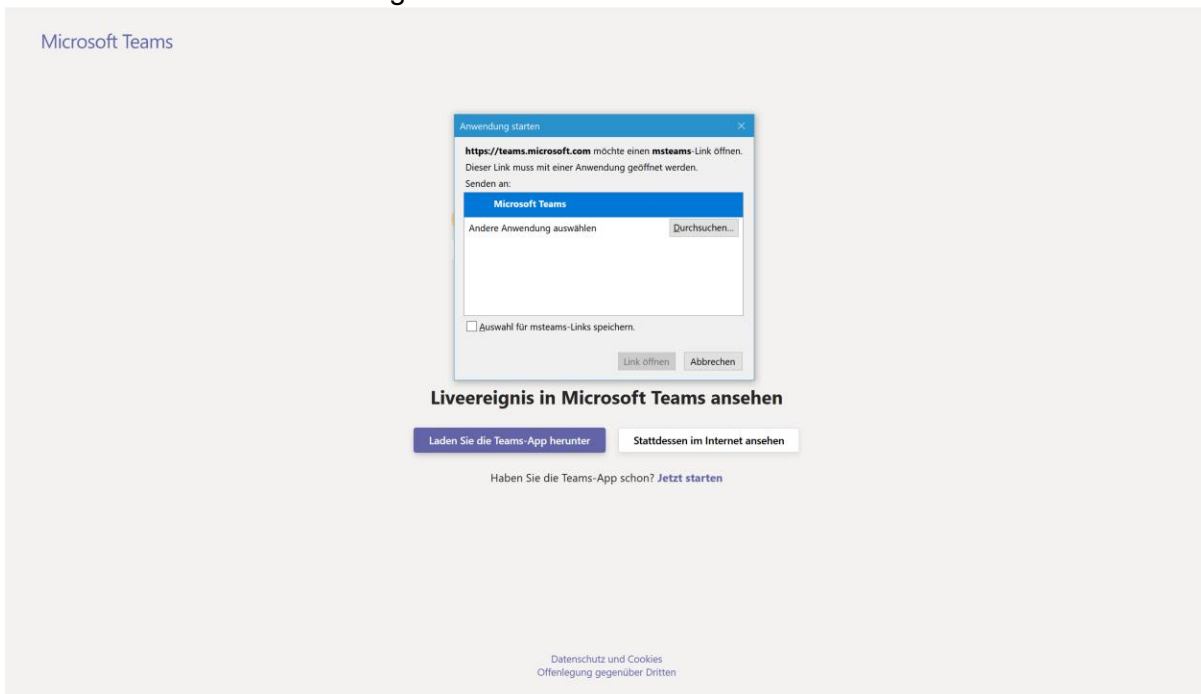 Microsoft Teams
Anwendung starten
https://teams.microsoft.com möchte einen msteams-Link öffnen.
Dieser Link muss mit einer Anwendung geöffnet werden.
Senden an:
Microsoft Teams
Andere Anwendung auswählen Durchsuchen...
Auswahl für msteams-Links speichern.
Link öffnen Abbrechen
Liveereignis in Microsoft Teams ansehen
Laden Sie die Teams-App herunter Stattdessen im Internet ansehen
Haben Sie die Teams-App schon? Jetzt starten
Datenschutz und Cookies
Offenlegung gegenüber Dritten